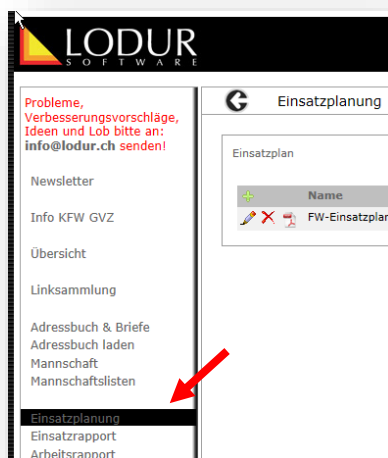 LODUR
SOFTWARE
Probleme,
Verbesserungsvorschläge,
Ideen und Lob bitte an:
info@lodur.ch senden!
Newsletter
Info KFW GVZ
Übersicht
Linksammlung
Adressbuch & Briefe
Adressbuch laden
Mannschaft
Mannschaftslisten
Einsatzplanung
Einsatzrapport
Arbeitsrapport
Einsatzplanung
Einsatzplan
Name
FW-Einsatzplan